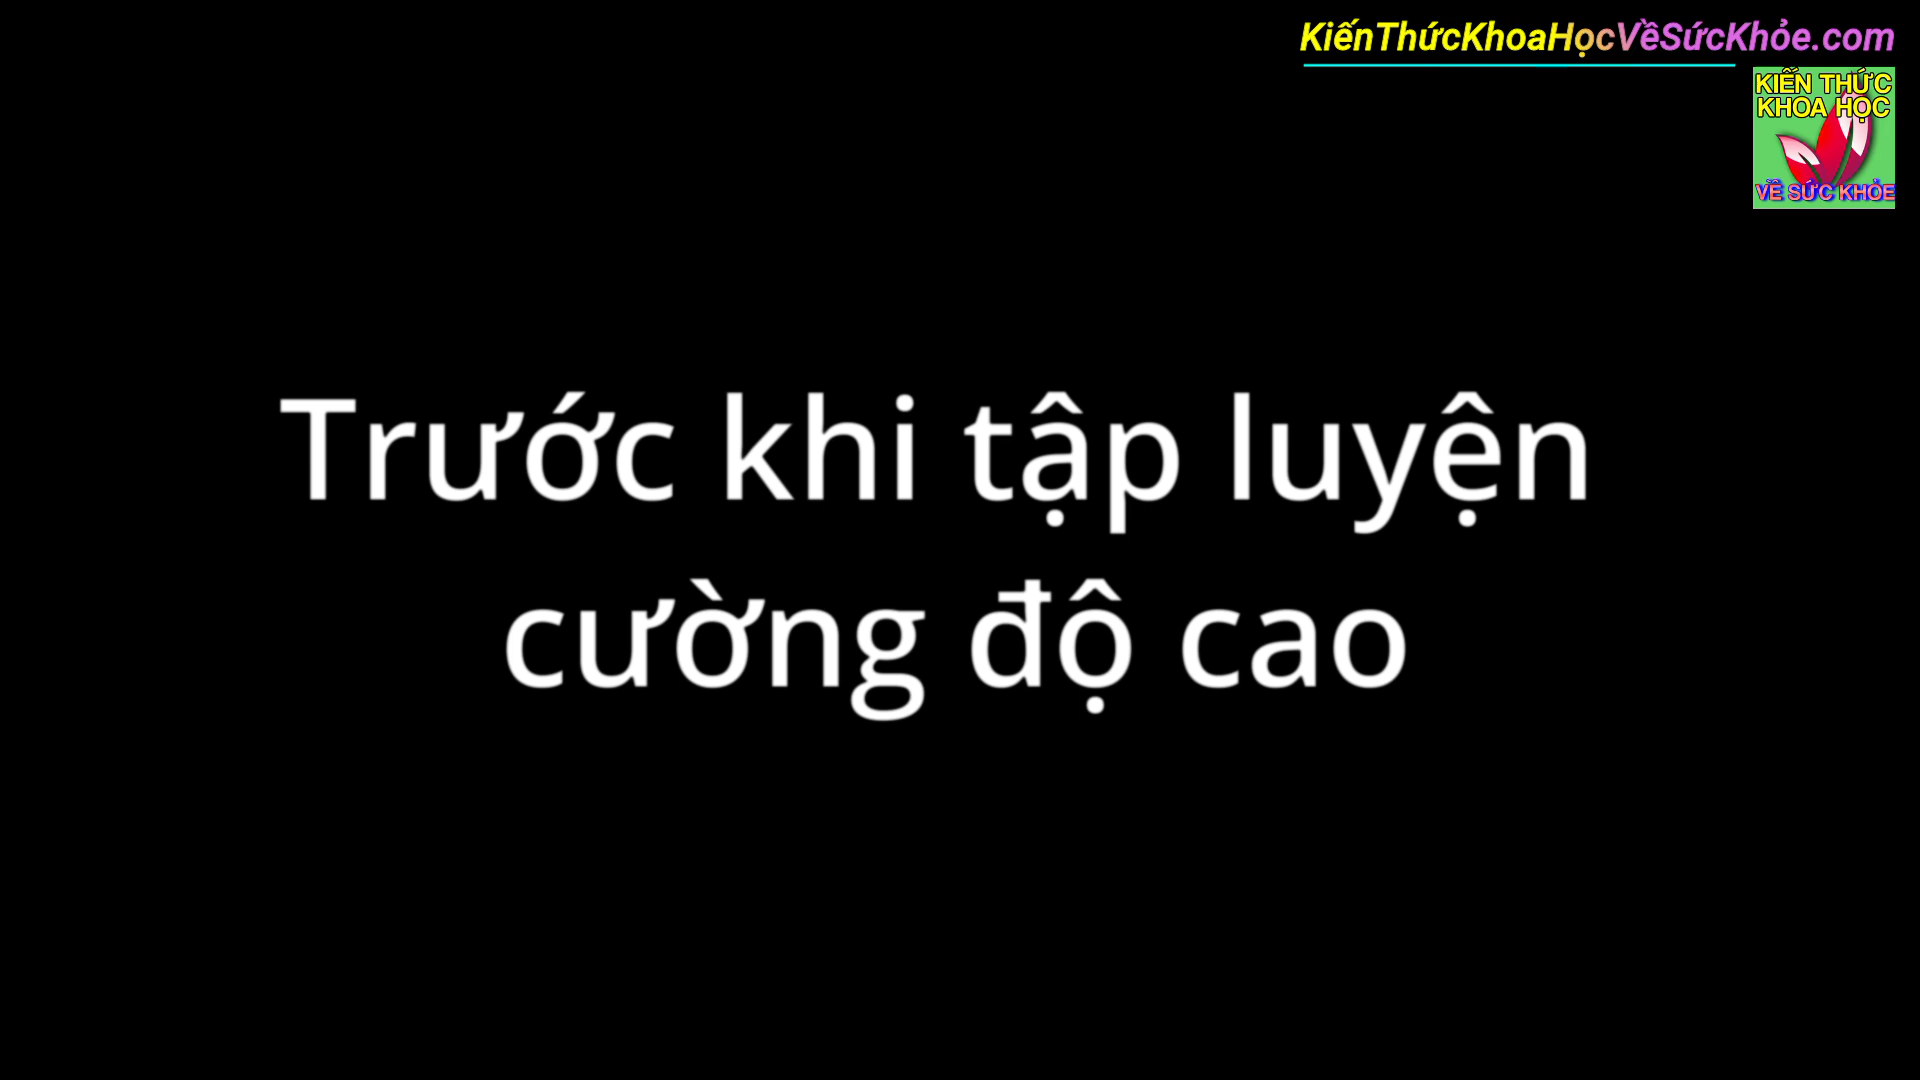 KiếnThứcKhoaHọcVềSứcKhỏe.com
KIẾN THỨC
KHOA HỌC
VỀ SỨC KHỎE
Trước khi tập luyện
cường độ cao